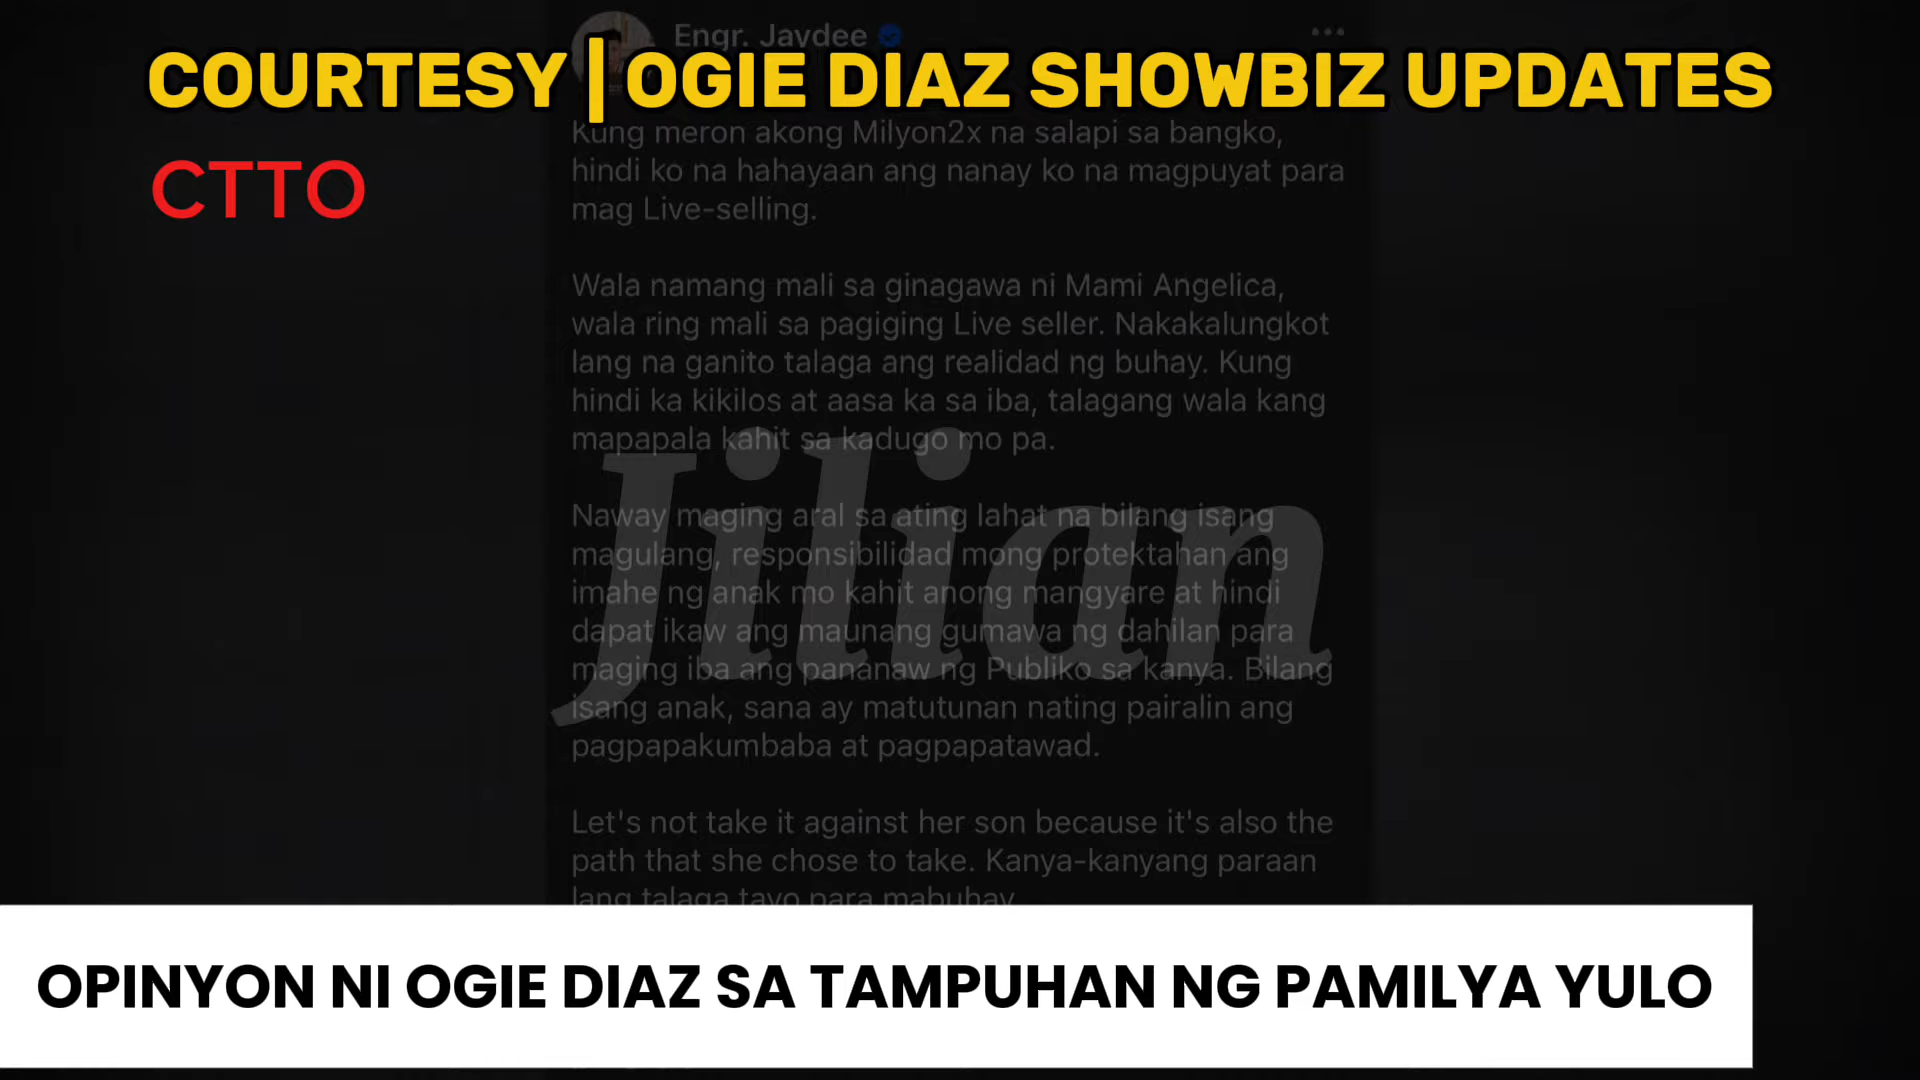 Engr. Jaydee
COURTESY | OGIE DIAZ SHOWBIZ UPDATES
CTTO
Kung meron akong Milyon2x na salapi sa bangko,
hindi ko na hahayaan ang nanay ko na magpuyat para
mag Live-selling.
Wala namang mali sa ginagawa ni Mami Angelica,
wala ring mali sa pagiging Live seller. Nakakalungkot
lang na ganito talaga ang realidad ng buhay. Kung
hindi ka kikilos at aasa ka sa iba, talagang wala kang
mapapala kahit sa kadugo mo pa.
Jilian
Naway maging aral sa ating lahat na bilang isang
magulang, responsibilidad mong protektahan ang
imahe ng anak mo kahit anong mangyare at hindi
dapat ikaw ang maunang gumawa ng dahilan para
maging iba ang pananaw ng Publiko sa kanya. Bilang
isang anak, sana ay matutunan nating pairalin ang
pagpapakumbaba at pagpapatawad.
Let's not take it against her son because it's also the
path that she chose to take. Kanya-kanyang paraan
lang talaga tayo para mabuhay.
OPINYON NI OGIE DIAZ SA TAMPUHAN NG PAMILYA YULO